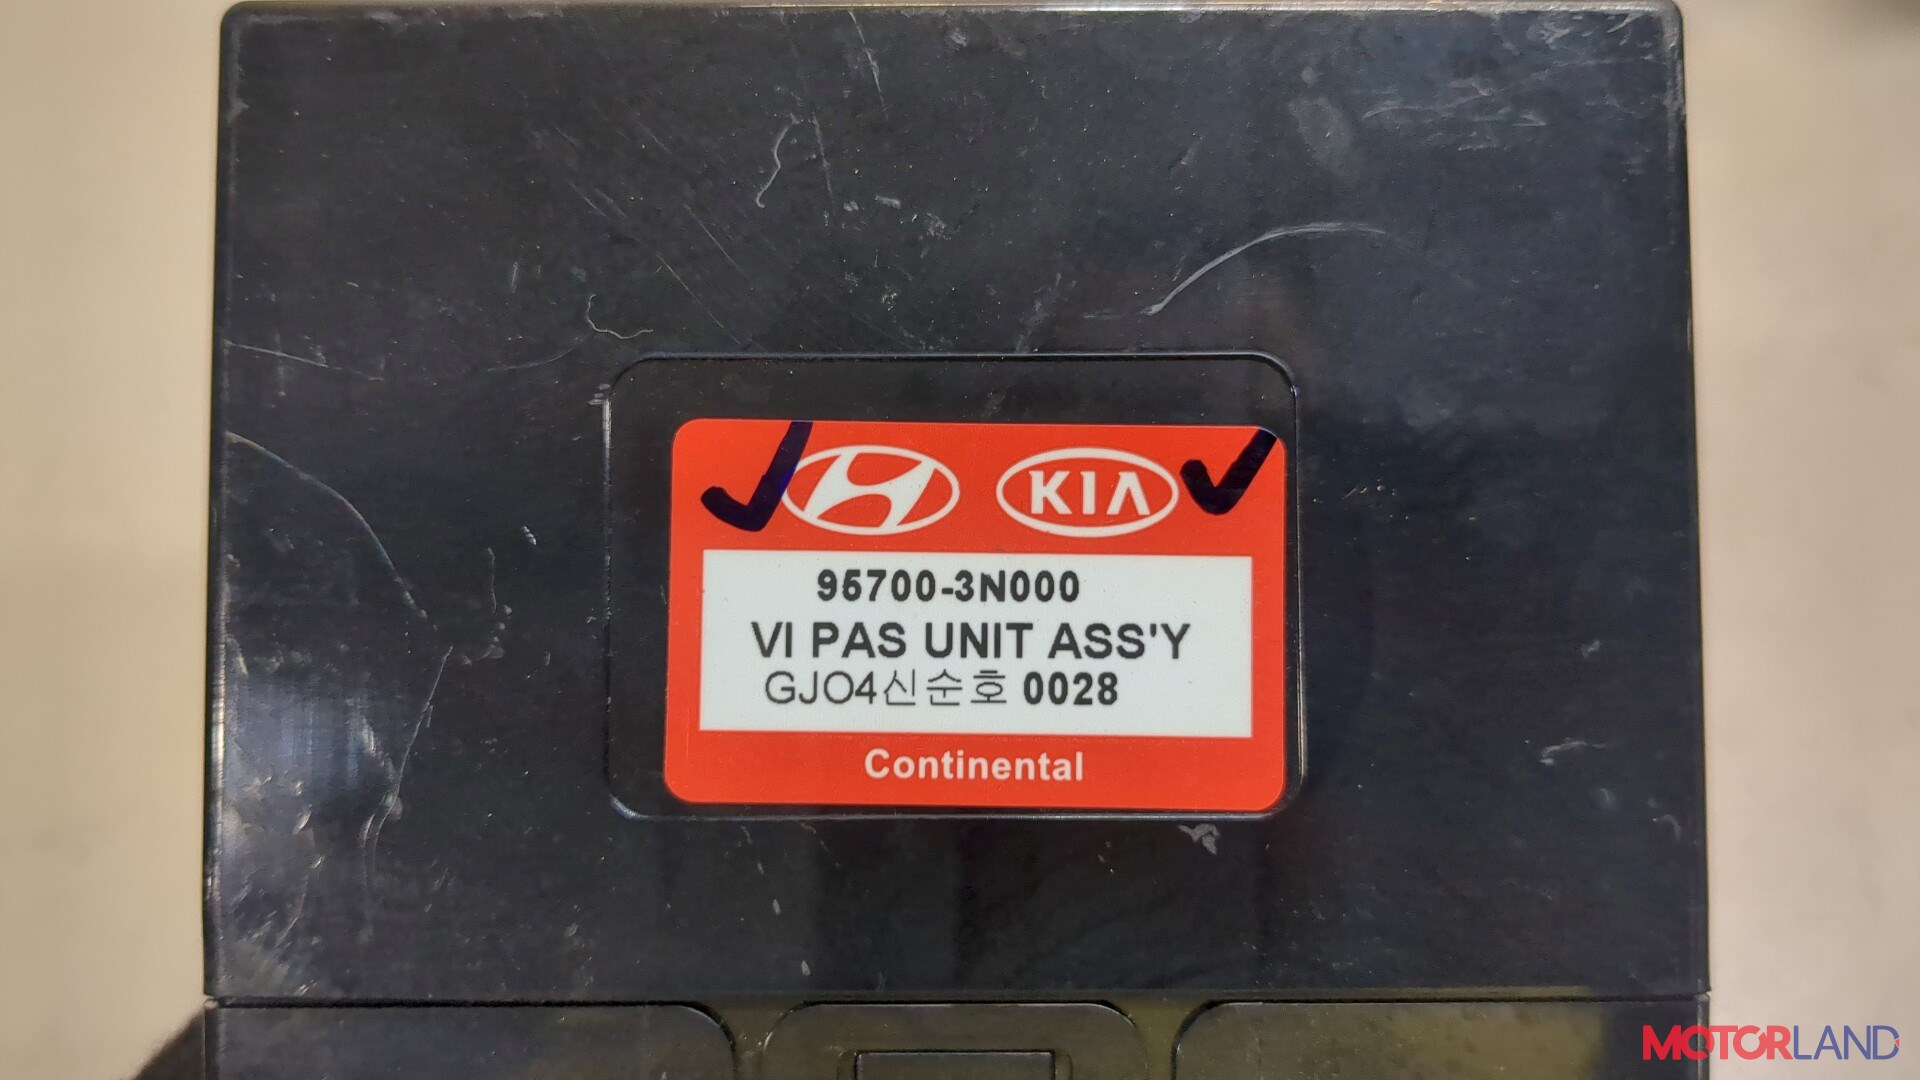 KIA
95700-3N000
VI PAS UNIT ASS'Y
GJO4신순호 0028
Continental
MOTORLAND